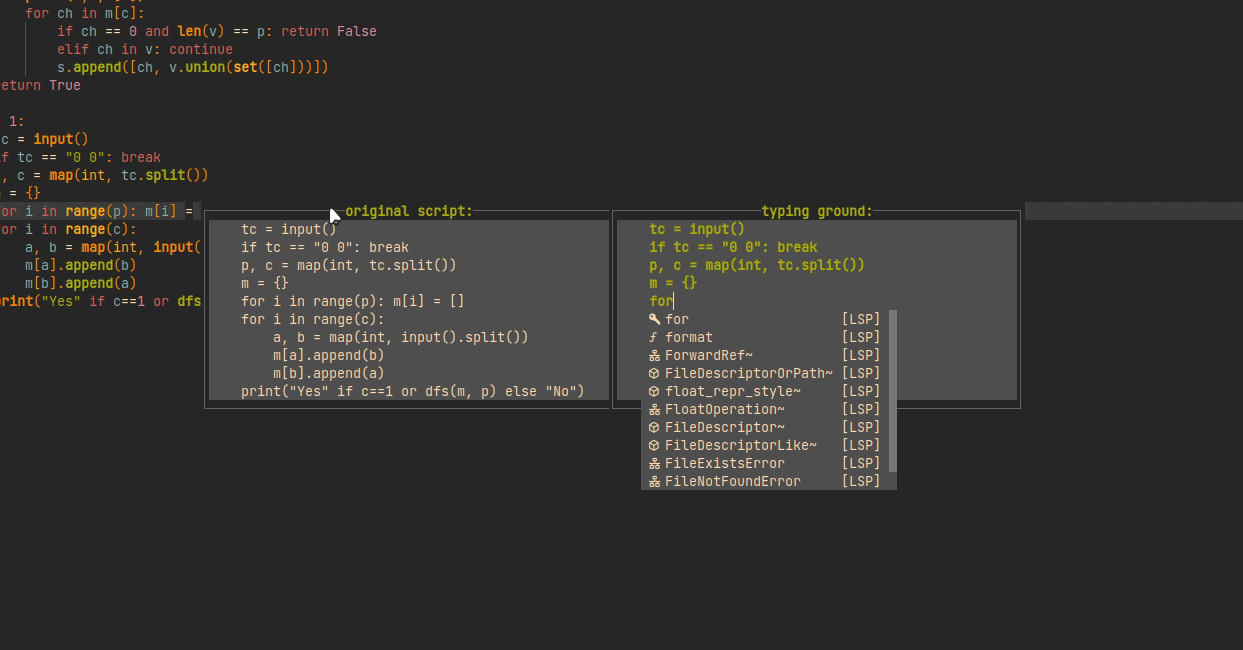 for ch in m[c]:
if ch == 0 and len(v) == p: return False
elif ch in v: continue
s.append([ch, v.union(set([ch]))])
eturn True
1:
c = input()
f tc == "0 0": break
, c = map(int, tc.split())
= {}
or i in range(p): m[i] =
or i in range(c):
a, b = map(int, input(
m[a].append(b)
m[b].append(a)
rint("Yes" if c==1 or dfs
original script:
tc = input()
if tc == "0 0": break
p, c = map(int, tc.split())
m = {}
for i in range(p): m[i] = []
for i in range(c):
a, b = map(int, input().split())
m[a].append(b)
m[b].append(a)
print("Yes" if c==1 or dfs(m, p) else "No")
typing ground:
tc = input()
if tc == "0 0": break
p, c = map(int, tc.split())
m = {}
for
for [LSP]
format [LSP]
ForwardRef~ [LSP]
FileDescriptorOrPath~ [LSP]
float_repr_style~ [LSP]
FloatOperation~ [LSP]
FileDescriptor~ [LSP]
FileDescriptorLike~ [LSP]
FileExistsError [LSP]
FileNotFoundError [LSP]